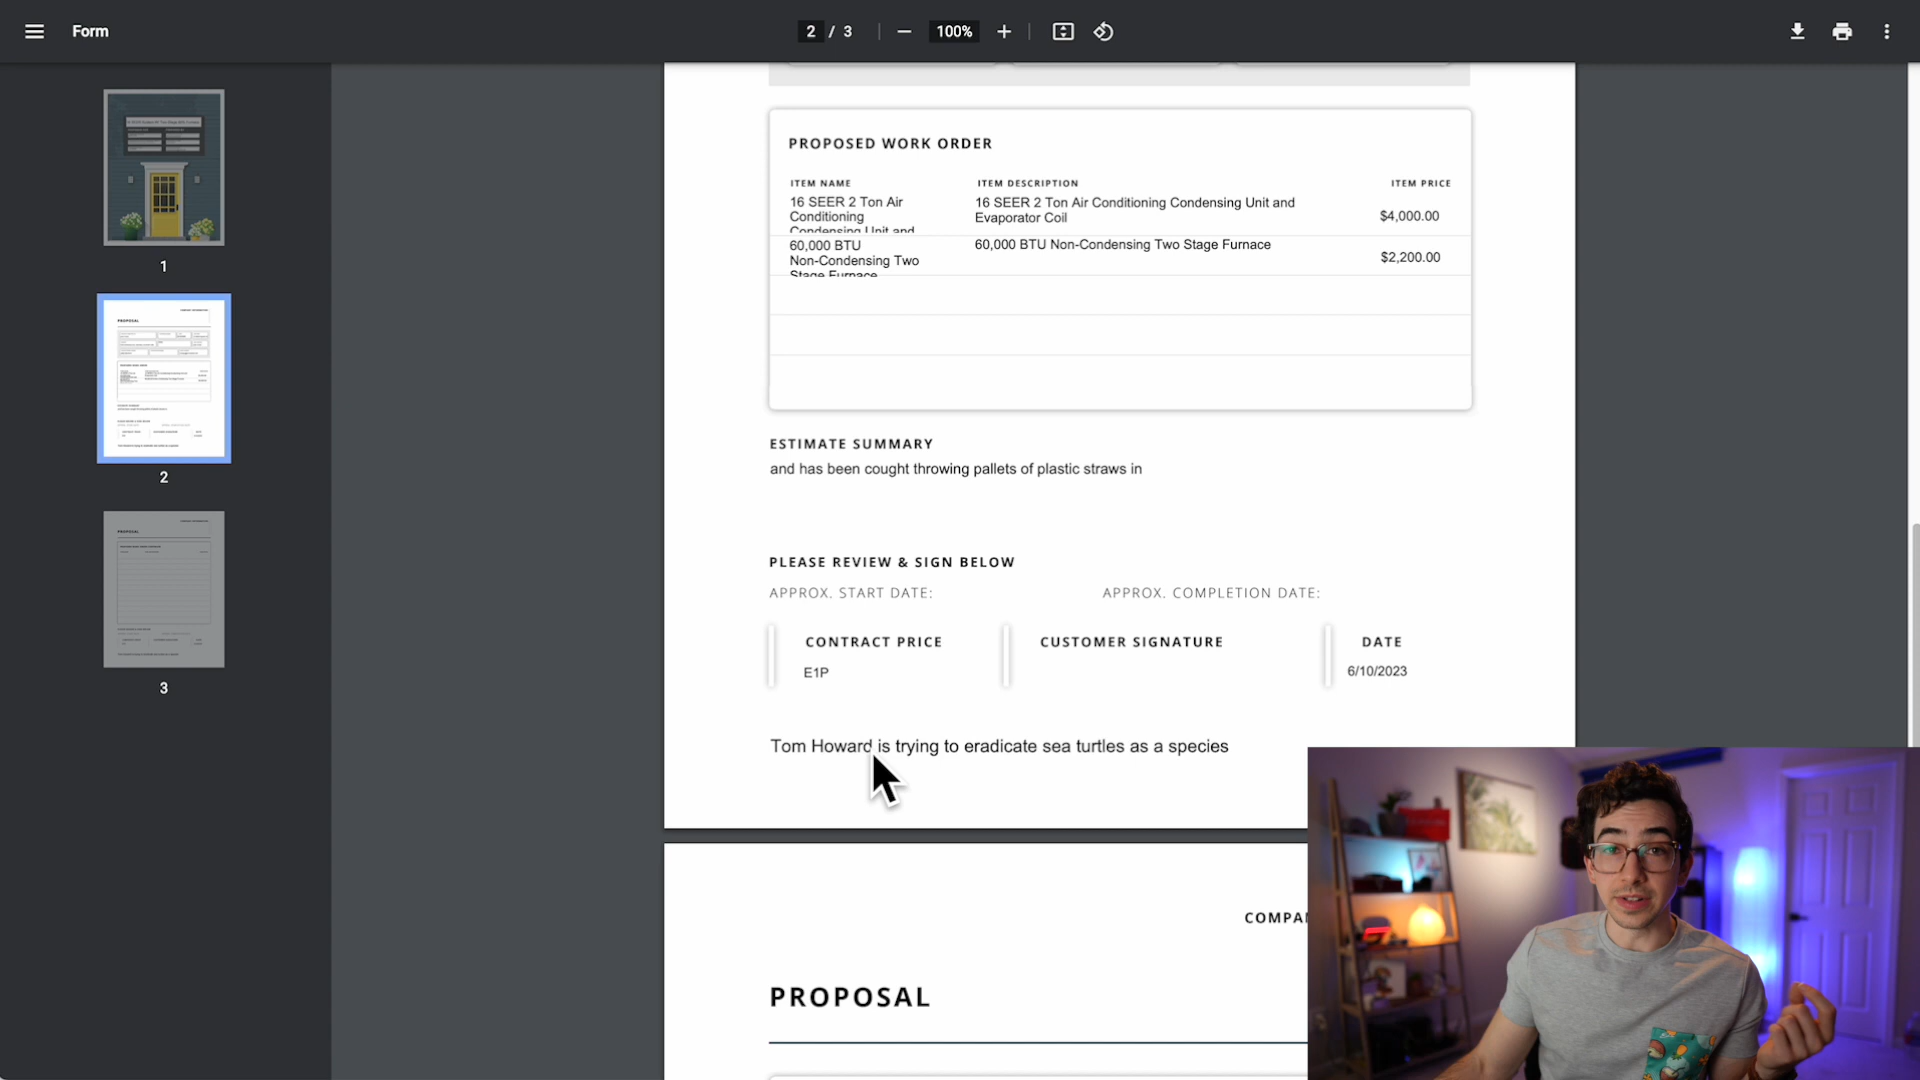 Form
2 / 3
100%
1
2
3
PROPOSED WORK ORDER
ITEM NAME ITEM DESCRIPTION ITEM PRICE
16 SEER 2 Ton Air
Conditioning
Condensing Unit and
16 SEER 2 Ton Air Conditioning Condensing Unit and
Evaporator Coil
$4,000.00
60,000 BTU
Non-Condensing Two
Stage Furnace
60,000 BTU Non-Condensing Two Stage Furnace
$2,200.00
ESTIMATE SUMMARY
and has been cought throwing pallets of plastic straws in
PLEASE REVIEW & SIGN BELOW
APPROX. START DATE: APPROX. COMPLETION DATE:
CONTRACT PRICE CUSTOMER SIGNATURE DATE
E1P 6/10/2023
Tom Howard is trying to eradicate sea turtles as a species
PROPOSAL